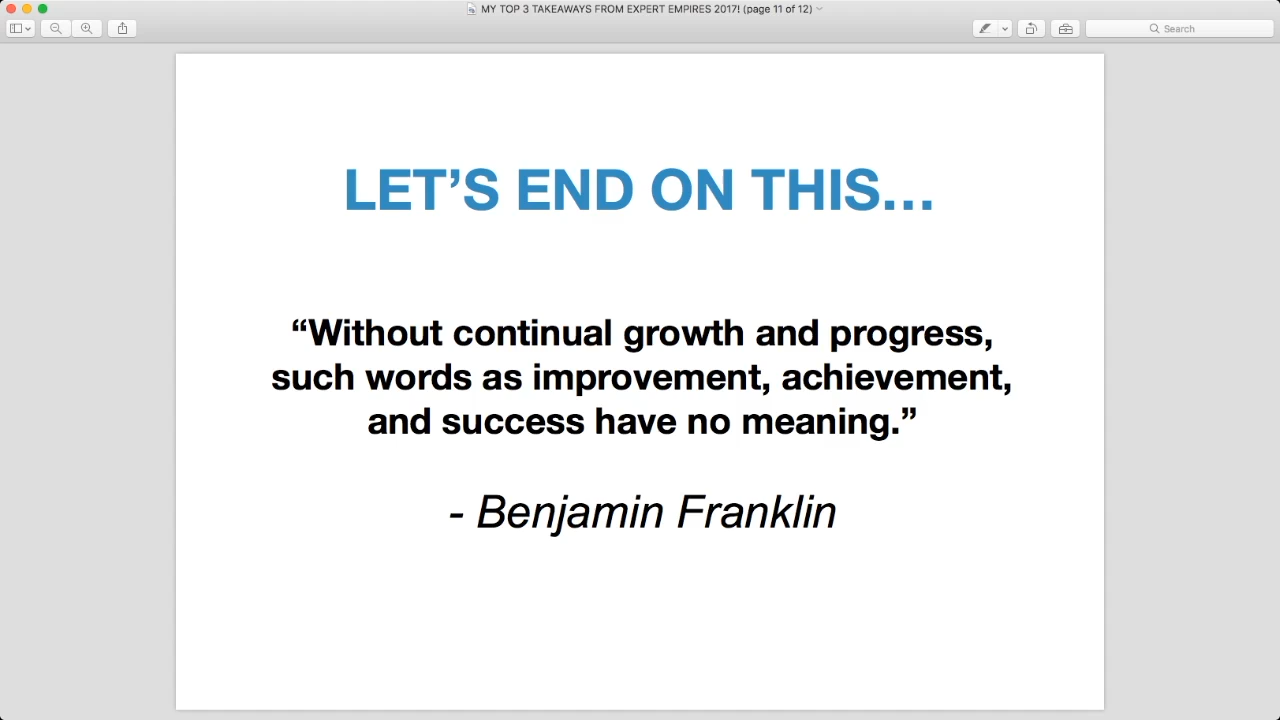 MY TOP 3 TAKEAWAYS FROM EXPERT EMPIRES 2017! (page 11 of 12)
Search
LET’S END ON THIS…
“Without continual growth and progress,
such words as improvement, achievement,
and success have no meaning.”
- Benjamin Franklin